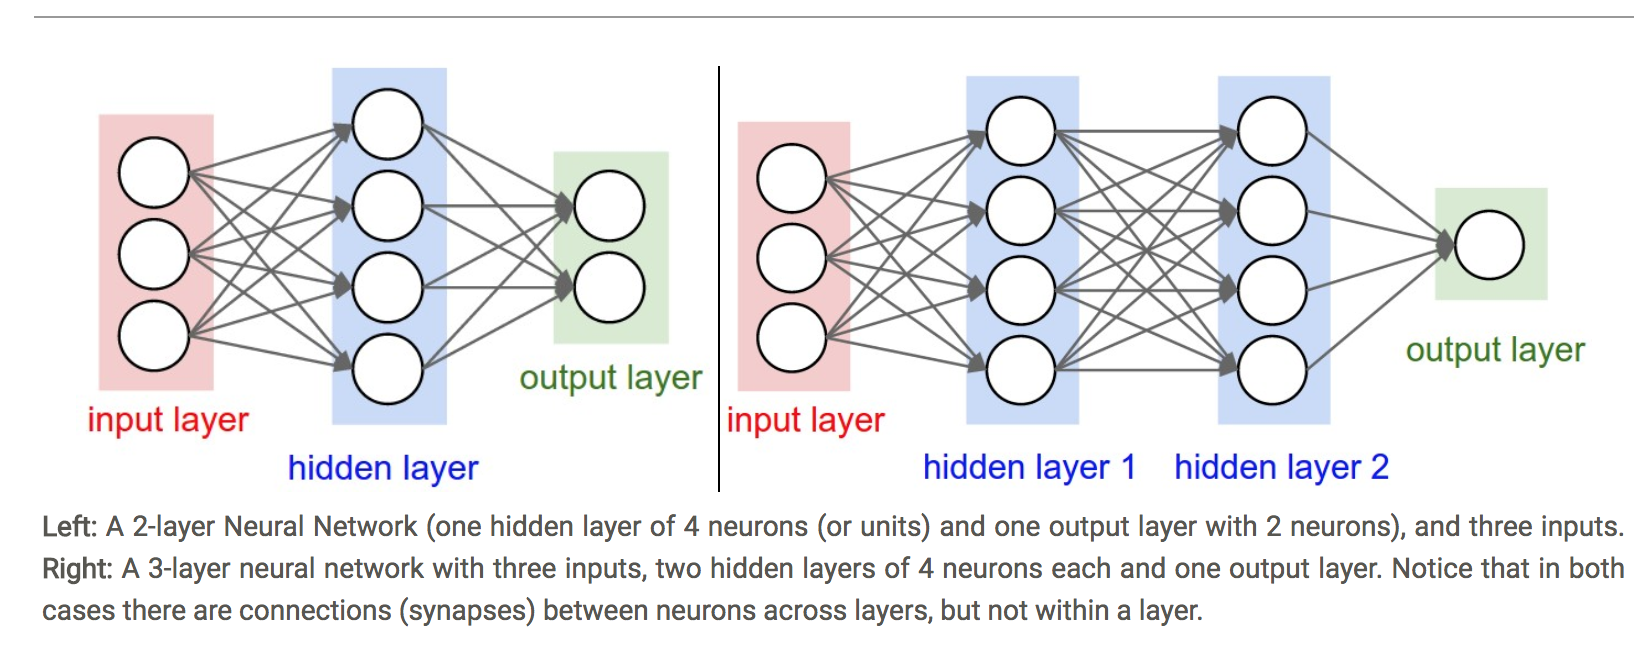 input layer
hidden layer
output layer
input layer
hidden layer 1
hidden layer 2
output layer
Left: A 2-layer Neural Network (one hidden layer of 4 neurons (or units) and one output layer with 2 neurons), and three inputs.
Right: A 3-layer neural network with three inputs, two hidden layers of 4 neurons each and one output layer. Notice that in both
cases there are connections (synapses) between neurons across layers, but not within a layer.